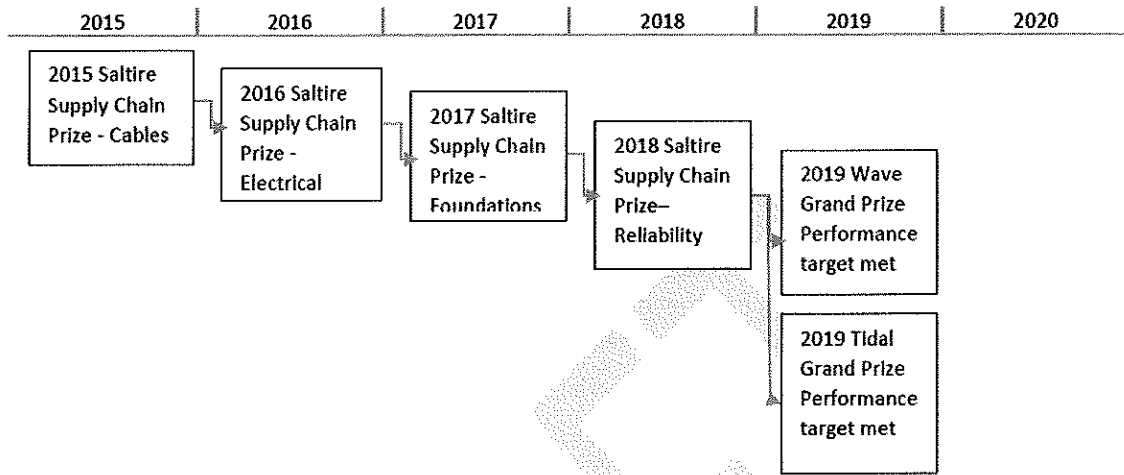 2015 2016 2017 2018 2019 2020
2015 Saltire
Supply Chain
Prize - Cables
2016 Saltire
Supply Chain
Prize -
Electrical
2017 Saltire
Supply Chain
Prize -
Foundations
2018 Saltire
Supply Chain
Prize–
Reliability
2019 Wave
Grand Prize
Performance
target met
2019 Tidal
Grand Prize
Performance
target met